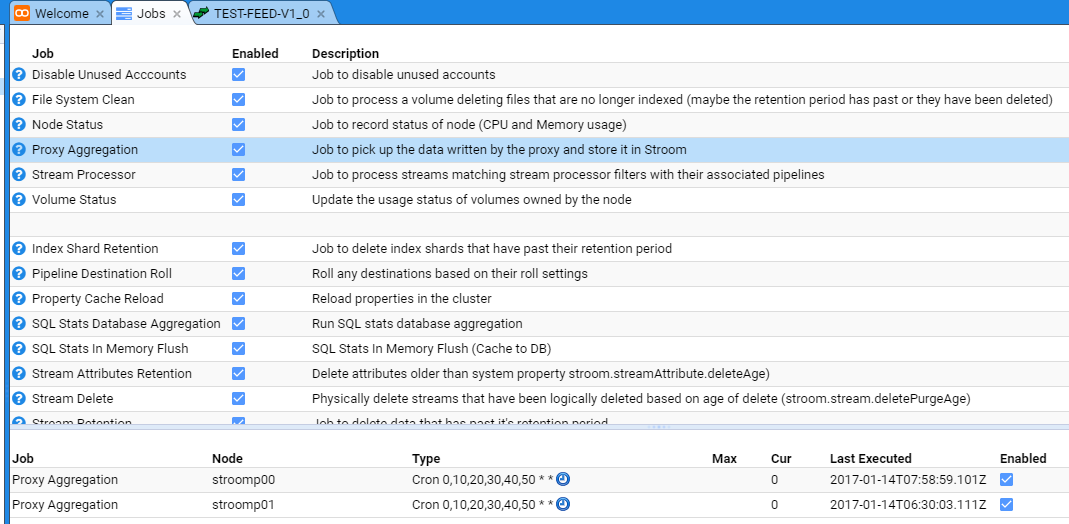 Welcome Jobs TEST-FEED-V1_0
Job Enabled Description
Disable Unused Acccounts Job to disable unused accounts
File System Clean Job to process a volume deleting files that are no longer indexed (maybe the retention period has past or they have been deleted)
Node Status Job to record status of node (CPU and Memory usage)
Proxy Aggregation Job to pick up the data written by the proxy and store it in Stroom
Stream Processor Job to process streams matching stream processor filters with their associated pipelines
Volume Status Update the usage status of volumes owned by the node
Index Shard Retention Job to delete index shards that have past their retention period
Pipeline Destination Roll Roll any destinations based on their roll settings
Property Cache Reload Reload properties in the cluster
SQL Stats Database Aggregation Run SQL stats database aggregation
SQL Stats In Memory Flush SQL Stats In Memory Flush (Cache to DB)
Stream Attributes Retention Delete attributes older than system property stroom.streamAttribute.deleteAge)
Stream Delete Physically delete streams that have been logically deleted based on age of delete (stroom.stream.deletePurgeAge)
Stream Retention Job to delete data that has past it's retention period
Job Node Type Max Cur Last Executed Enabled
Proxy Aggregation stroomp00 Cron 0,10,20,30,40,50 * * 0 2017-01-14T07:58:59.101Z
Proxy Aggregation stroomp01 Cron 0,10,20,30,40,50 * * 0 2017-01-14T06:30:03.111Z